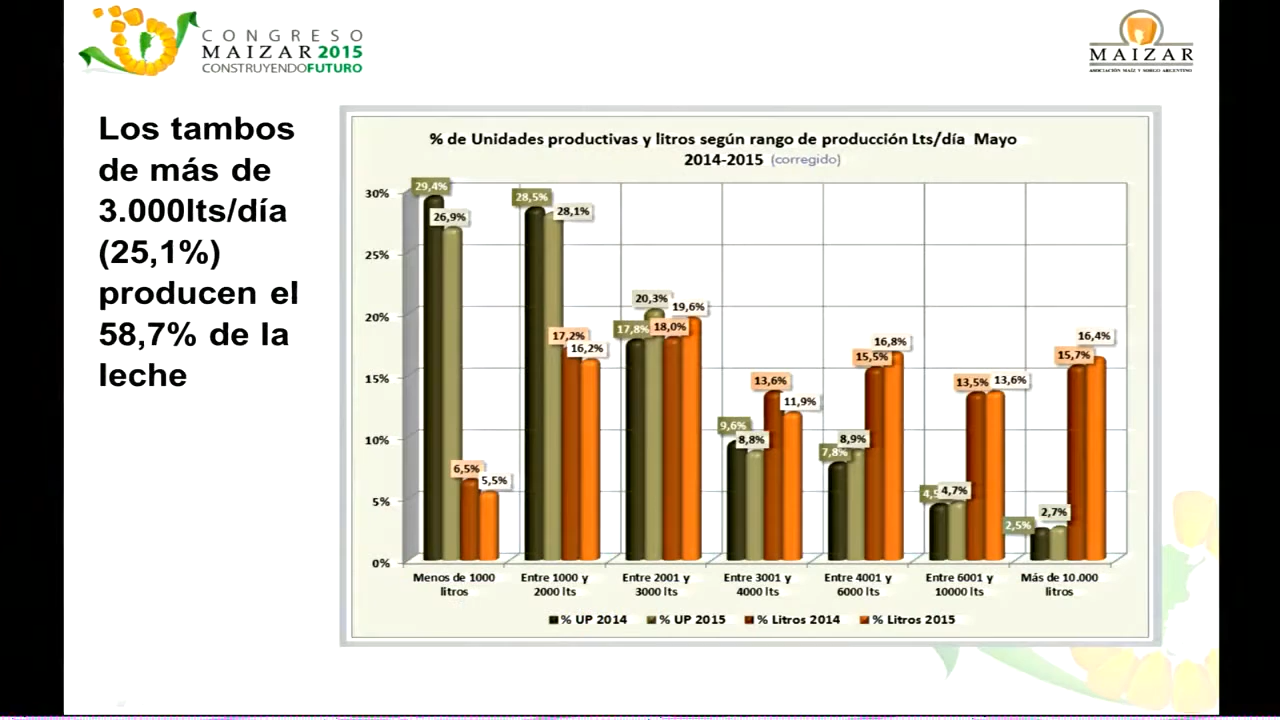 CONGRESO
MAIZAR 2015
CONSTRUYENDOFUTURO
MAIZAR
ASOCIACIÓN MAÍZ Y SORGO ARGENTINO
Los tambos
de más de
3.000lts/día
(25,1%)
producen el
58,7% de la
leche
% de Unidades productivas y litros según rango de producción Lts/día Mayo
2014-2015 (corregido)
30%
25%
20%
15%
10%
5%
0%
29,4%
26,9%
6,5%
5,5%
28,5%
28,1%
17,2%
16,2%
17,8%
20,3%
18,0%
19,6%
9,6%
8,8%
13,6%
11,9%
7,8%
8,9%
15,5%
16,8%
4,7%
13,5%
13,6%
2,5%
2,7%
15,7%
16,4%
Menos de 1000
litros
Entre 1000 y
2000 lts
Entre 2001 y
3000 lts
Entre 3001 y
4000 lts
Entre 4001 y
6000 lts
Entre 6001 y
10000 lts
Más de 10.000
litros
% UP 2014
% UP 2015
% Litros 2014
% Litros 2015